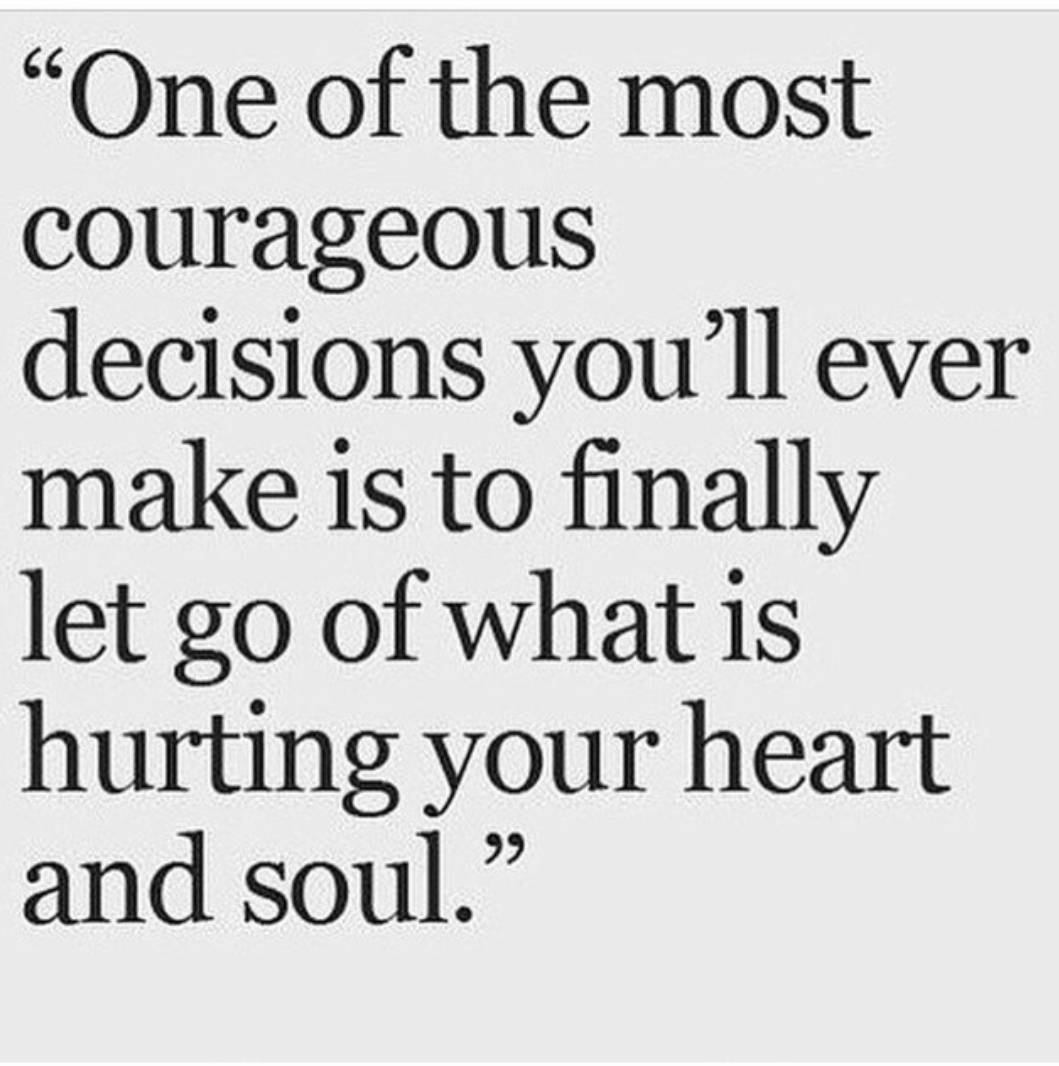 “One of the most
courageous
decisions you’ll ever
make is to finally
let go of what is
hurting your heart
and soul.”